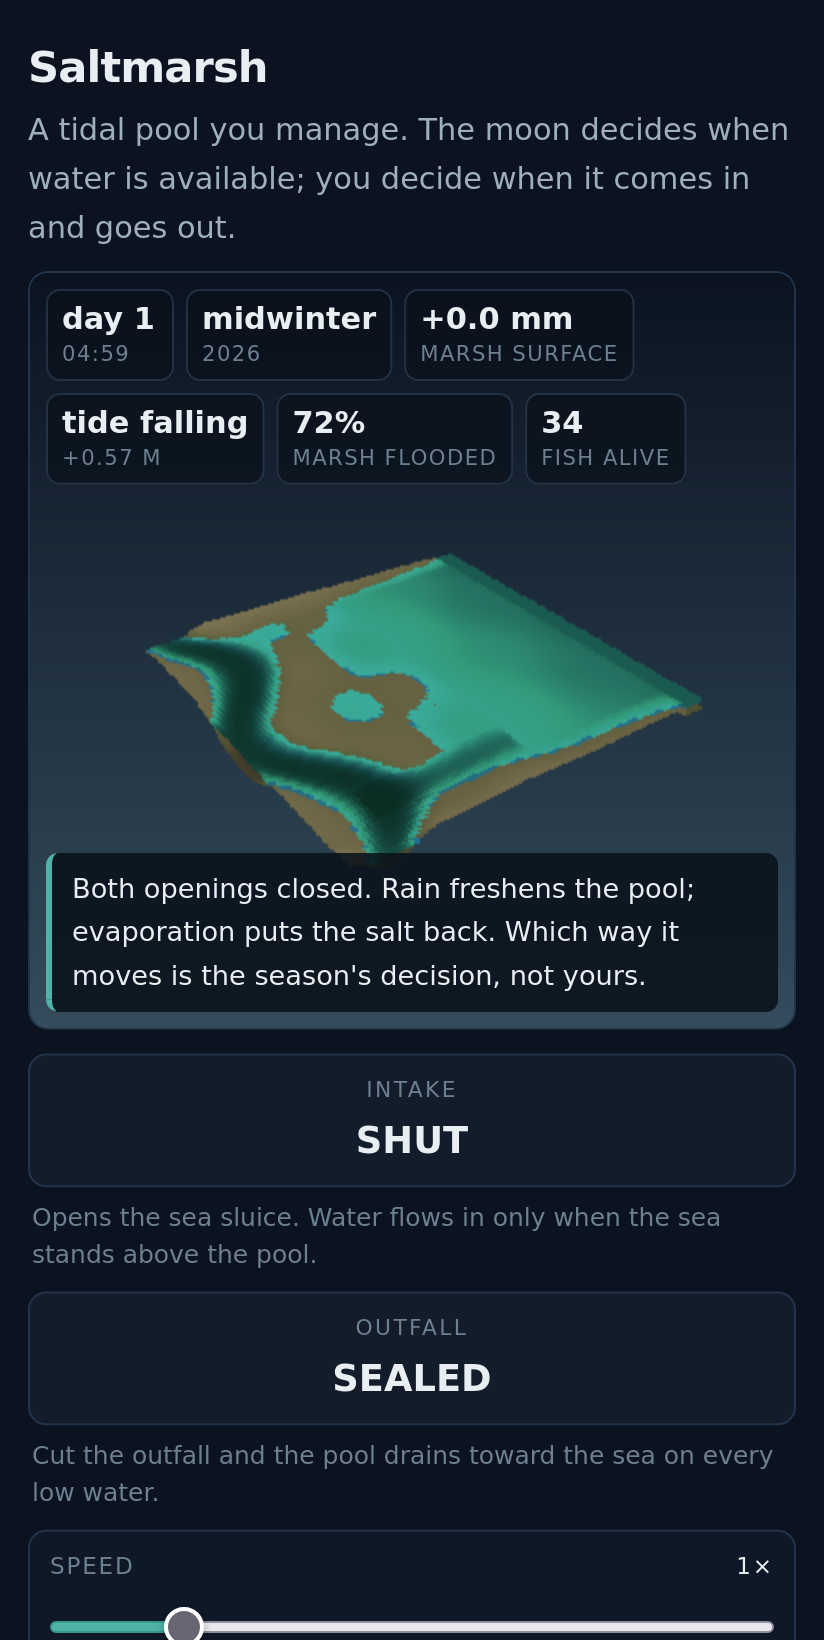 Saltmarsh
A tidal pool you manage. The moon decides when
water is available; you decide when it comes in
and goes out.
day 1
04:59
midwinter
2026
+0.0 mm
MARSH SURFACE
tide falling
+0.57 M
72%
MARSH FLOODED
34
FISH ALIVE
Both openings closed. Rain freshens the pool;
evaporation puts the salt back. Which way it
moves is the season's decision, not yours.
INTAKE
SHUT
Opens the sea sluice. Water flows in only when the sea
stands above the pool.
OUTFALL
SEALED
Cut the outfall and the pool drains toward the sea on every
low water.
SPEED
1×